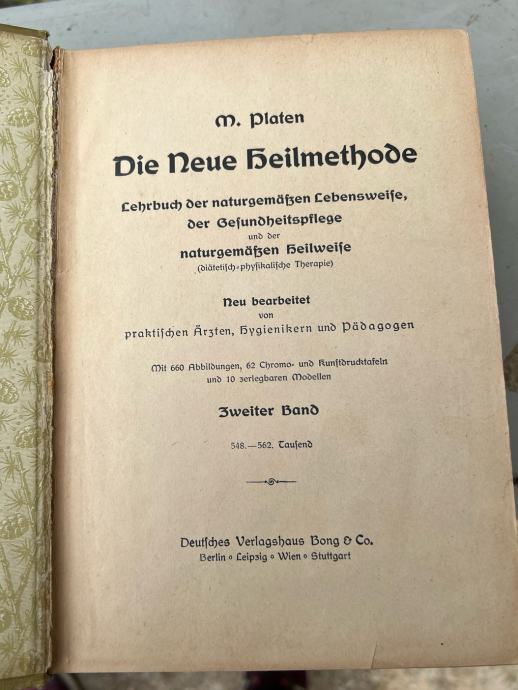 M. Platen
Die Neue Heilmethode
Lehrbuch der naturgemäßen Lebensweiſe,
der Geſundheitspflege
und der
naturgemäßen Heilweiſe
(diätetiſch-phyſikaliſche Therapie)
Neu bearbeitet
von
praktiſchen Ärzten, Hygienikern und Pädagogen
Mit 660 Abbildungen, 62 Chromo- und Kunſtdrucktafeln
und 10 zerlegbaren Modellen
Zweiter Band
548.—562. Tauſend
Deutſches Verlagshaus Bong & Co.
Berlin ∘ Leipzig ∘ Wien ∘ Stuttgart